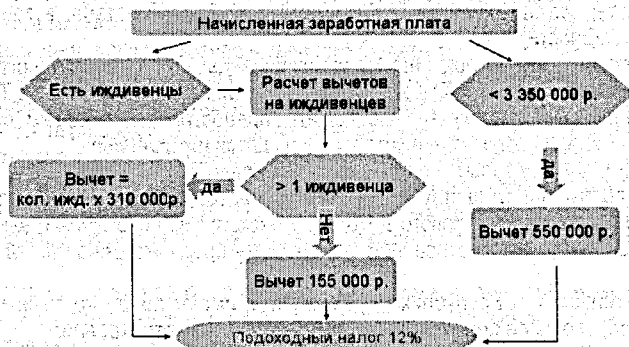 Начисленная заработная плата
Есть иждивенцы
Расчет вычетов
на иждивенцев
< 3 350 000 р.
Вычет =
кол. ижд. х 310 000р.
да
> 1 иждивенца
да
Нет
Вычет 550 000 р.
Вычет 155 000 р.
Подоходный налог 12%